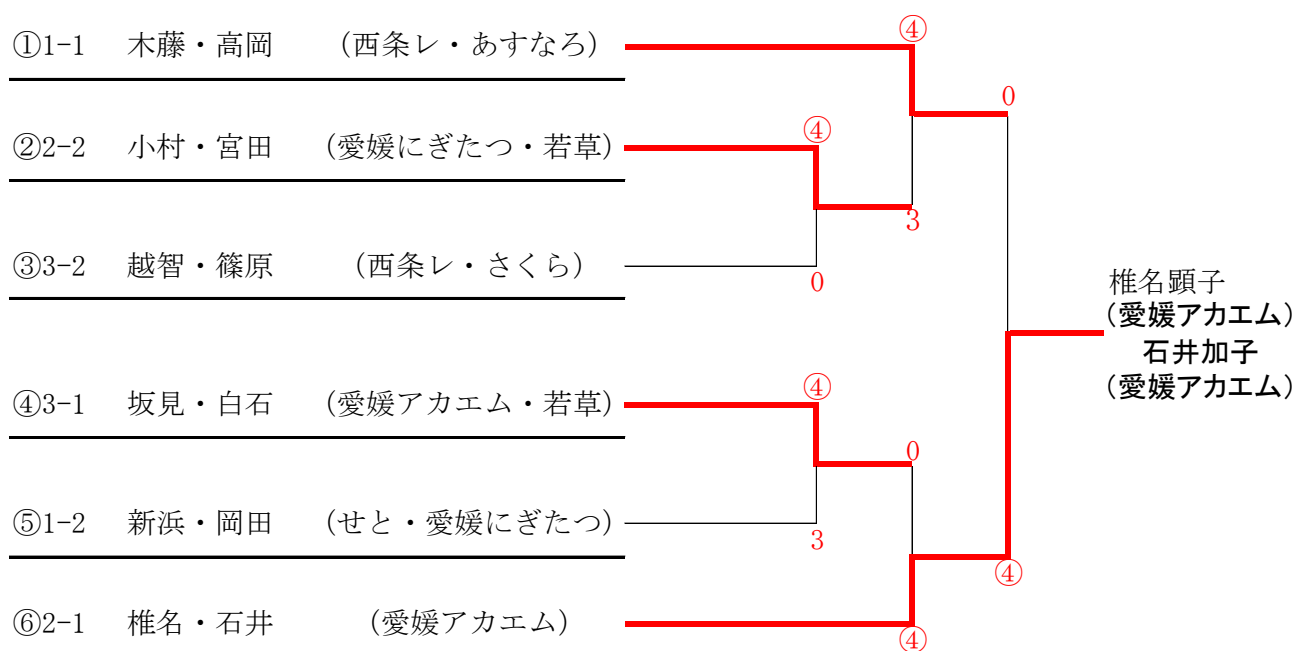 ①1-1 木藤・高岡 (西条レ・あすなろ) ④
0
②2-2 小村・宮田 (愛媛にぎたつ・若草) ④
3
③3-2 越智・篠原 (西条レ・さくら) 0
椎名顕子
(愛媛アカエム)
石井加子
(愛媛アカエム)
④3-1 坂見・白石 (愛媛アカエム・若草) ④
0
⑤1-2 新浜・岡田 (せと・愛媛にぎたつ) 3
④
⑥2-1 椎名・石井 (愛媛アカエム) ④